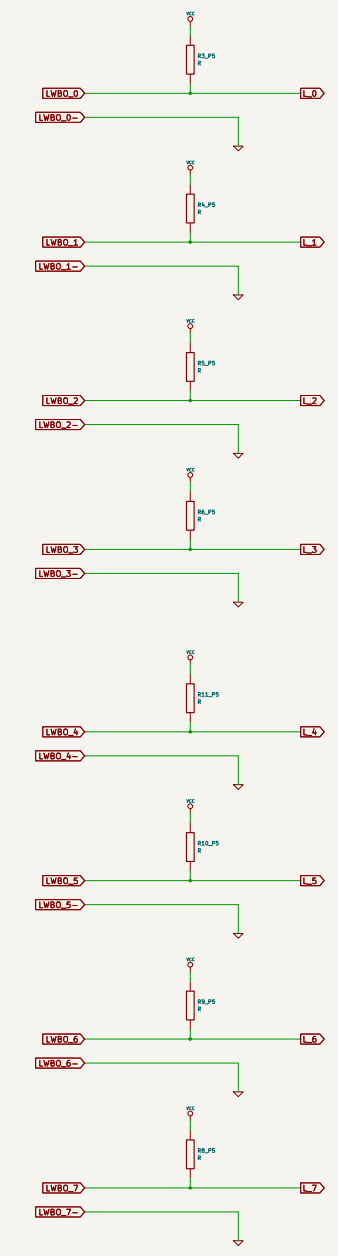 VCC
R3_P5
R
LWBO_0
L_0
LWBO_0-
VCC
R4_P5
R
LWBO_1
L_1
LWBO_1-
VCC
R5_P5
R
LWBO_2
L_2
LWBO_2-
VCC
R6_P5
R
LWBO_3
L_3
LWBO_3-
VCC
R11_P5
R
LWBO_4
L_4
LWBO_4-
VCC
R10_P5
R
LWBO_5
L_5
LWBO_5-
VCC
R9_P5
R
LWBO_6
L_6
LWBO_6-
VCC
R8_P5
R
LWBO_7
L_7
LWBO_7-